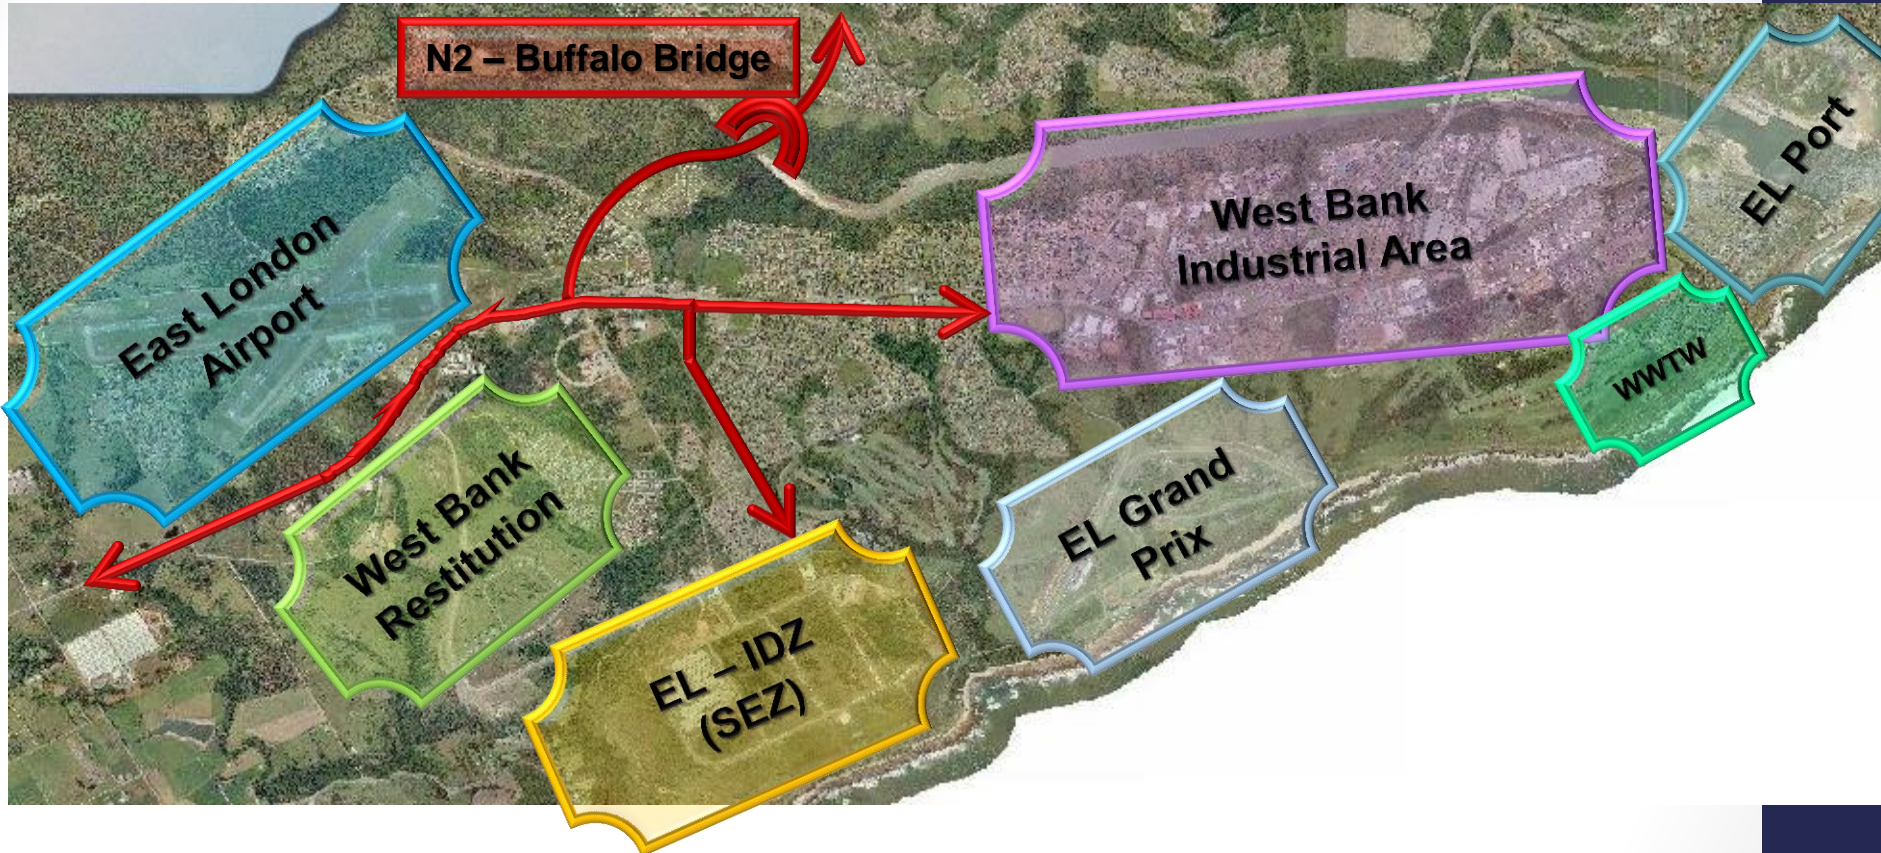 N2 – Buffalo Bridge
East London
Airport
West Bank
Industrial Area
EL Port
WWTW
West Bank
Restitution
EL Grand
Prix
EL – IDZ
(SEZ)